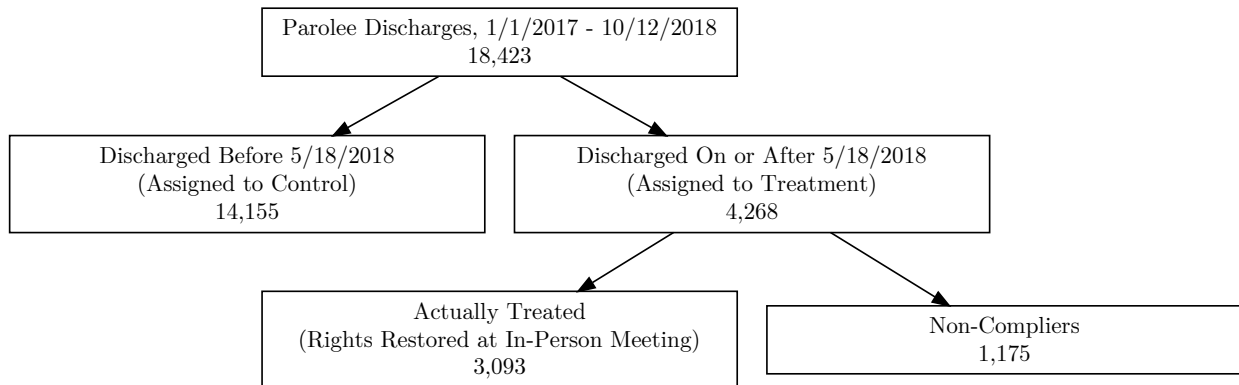 Parolee Discharges, 1/1/2017 - 10/12/2018
18,423
Discharged Before 5/18/2018
(Assigned to Control)
14,155
Discharged On or After 5/18/2018
(Assigned to Treatment)
4,268
Actually Treated
(Rights Restored at In-Person Meeting)
3,093
Non-Compliers
1,175